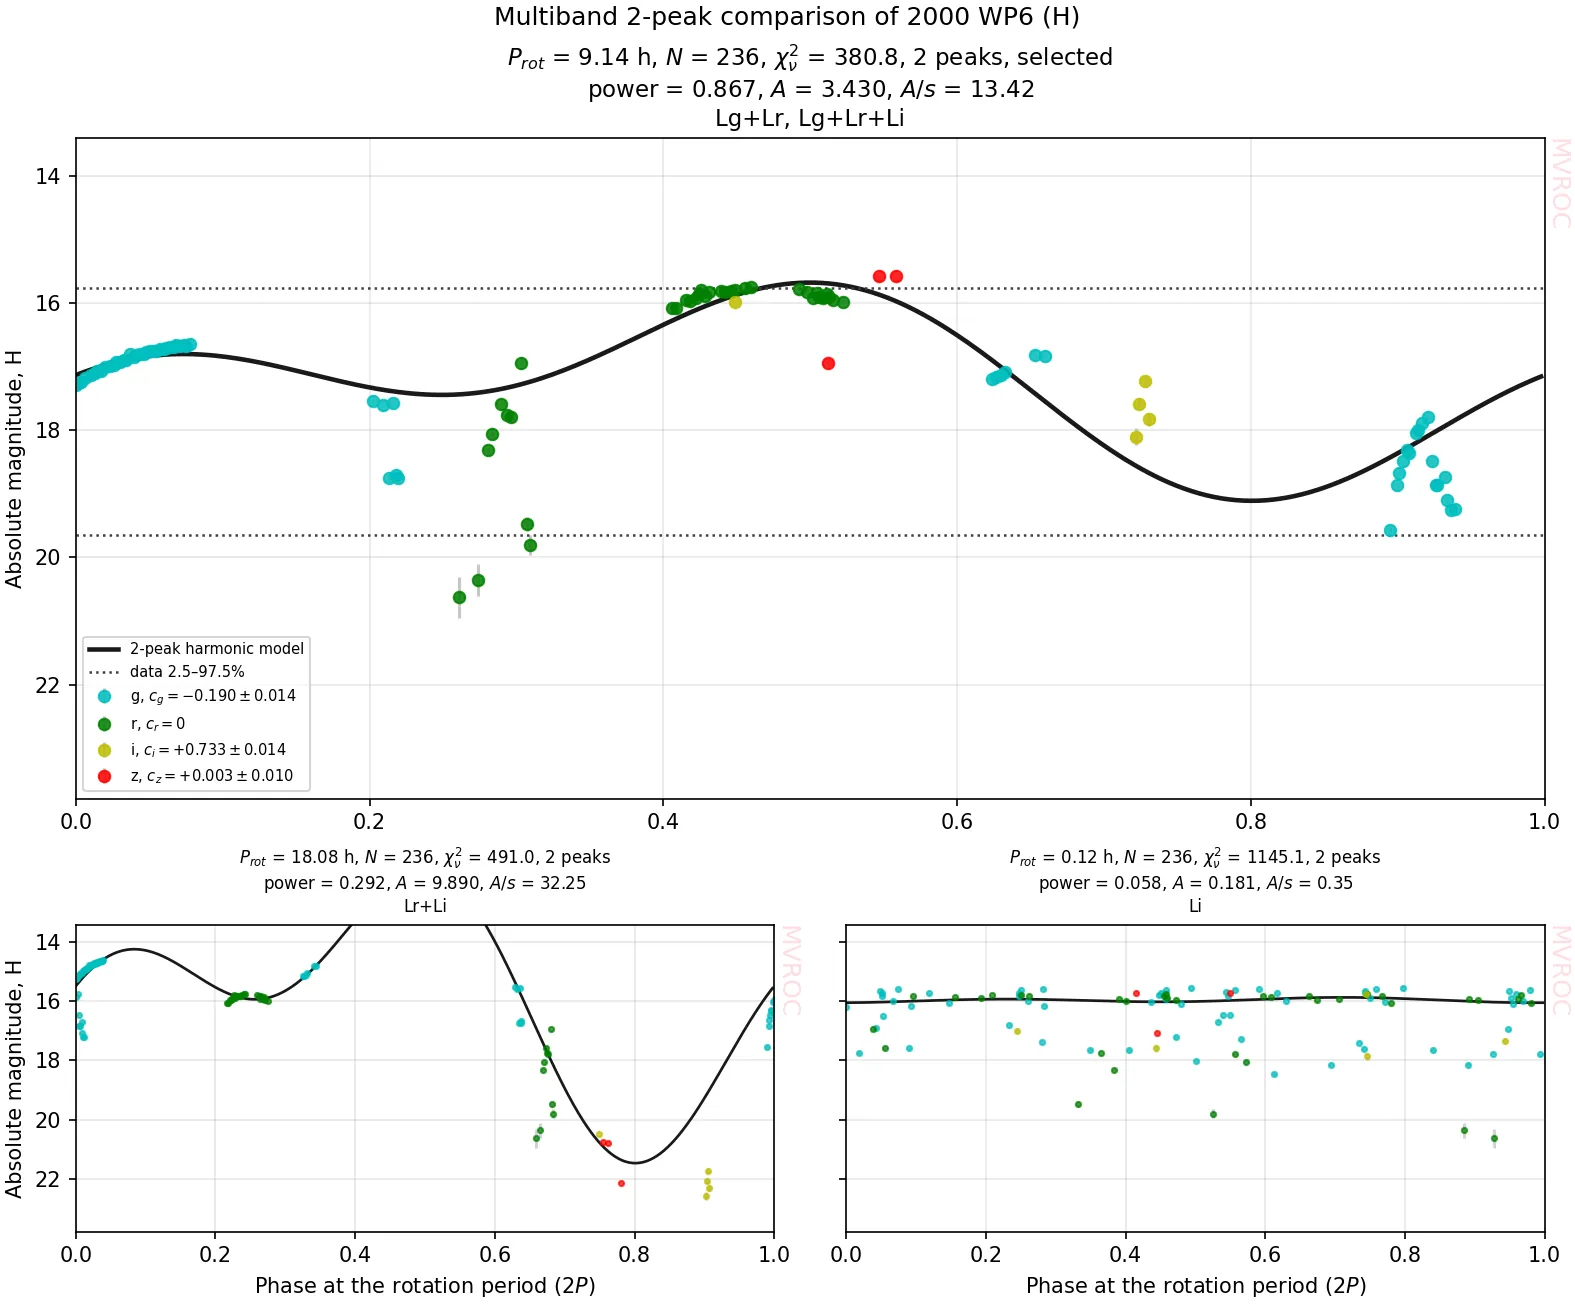 Multiband 2-peak comparison of 2000 WP6 (H)
P_rot = 9.14 h, N = 236, χ²_ν = 380.8, 2 peaks, selected
power = 0.867, A = 3.430, A/s = 13.42
Lg+Lr, Lg+Lr+Li
MVROC
Absolute magnitude, H
14
16
18
20
22
2-peak harmonic model
data 2.5–97.5%
g, c_g = −0.190 ± 0.014
r, c_r = 0
i, c_i = +0.733 ± 0.014
z, c_z = +0.003 ± 0.010
0.0 0.2 0.4 0.6 0.8 1.0
P_rot = 18.08 h, N = 236, χ²_ν = 491.0, 2 peaks
power = 0.292, A = 9.890, A/s = 32.25
Lr+Li
MVROC
Absolute magnitude, H
14
16
18
20
22
0.0 0.2 0.4 0.6 0.8 1.0
Phase at the rotation period (2P)
P_rot = 0.12 h, N = 236, χ²_ν = 1145.1, 2 peaks
power = 0.058, A = 0.181, A/s = 0.35
Li
MVROC
0.0 0.2 0.4 0.6 0.8 1.0
Phase at the rotation period (2P)